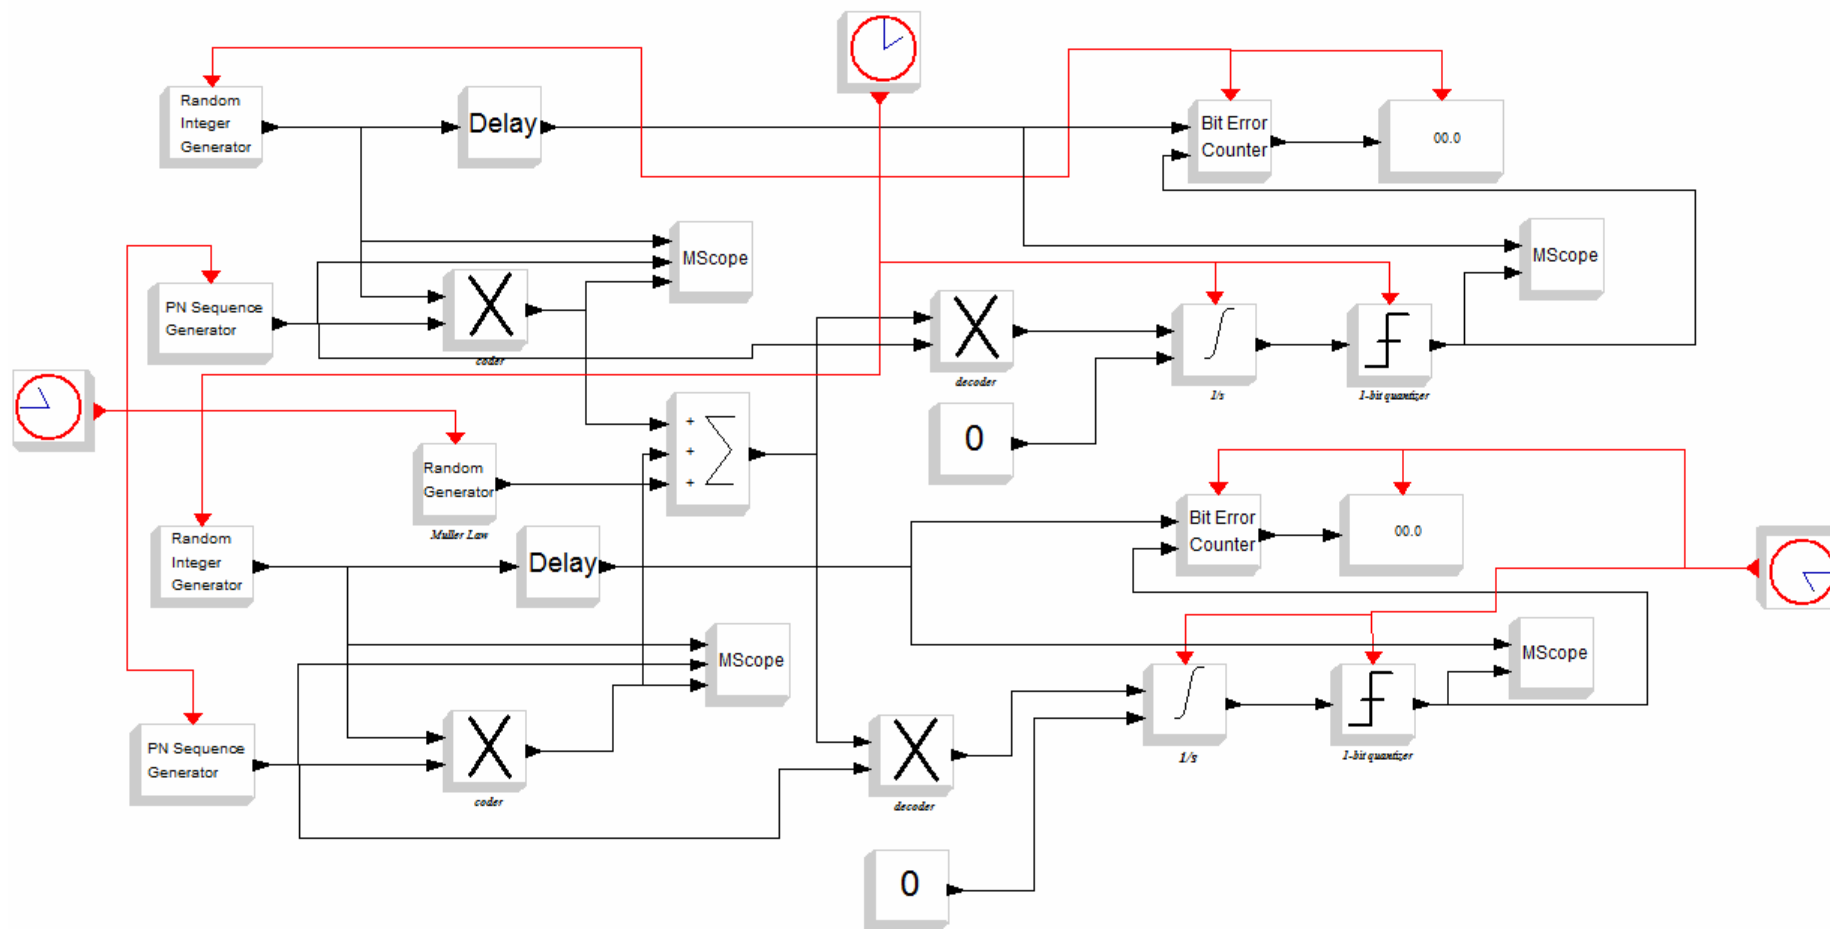 Random
Integer
Generator
Delay
Bit Error
Counter
00.0
MScope
MScope
PN Sequence
Generator
coder
decoder
1/s
1-bit quantizer
+
+
+
0
Random
Generator
Muller Law
Bit Error
Counter
00.0
Random
Integer
Generator
Delay
MScope
MScope
1/s
1-bit quantizer
PN Sequence
Generator
coder
decoder
0